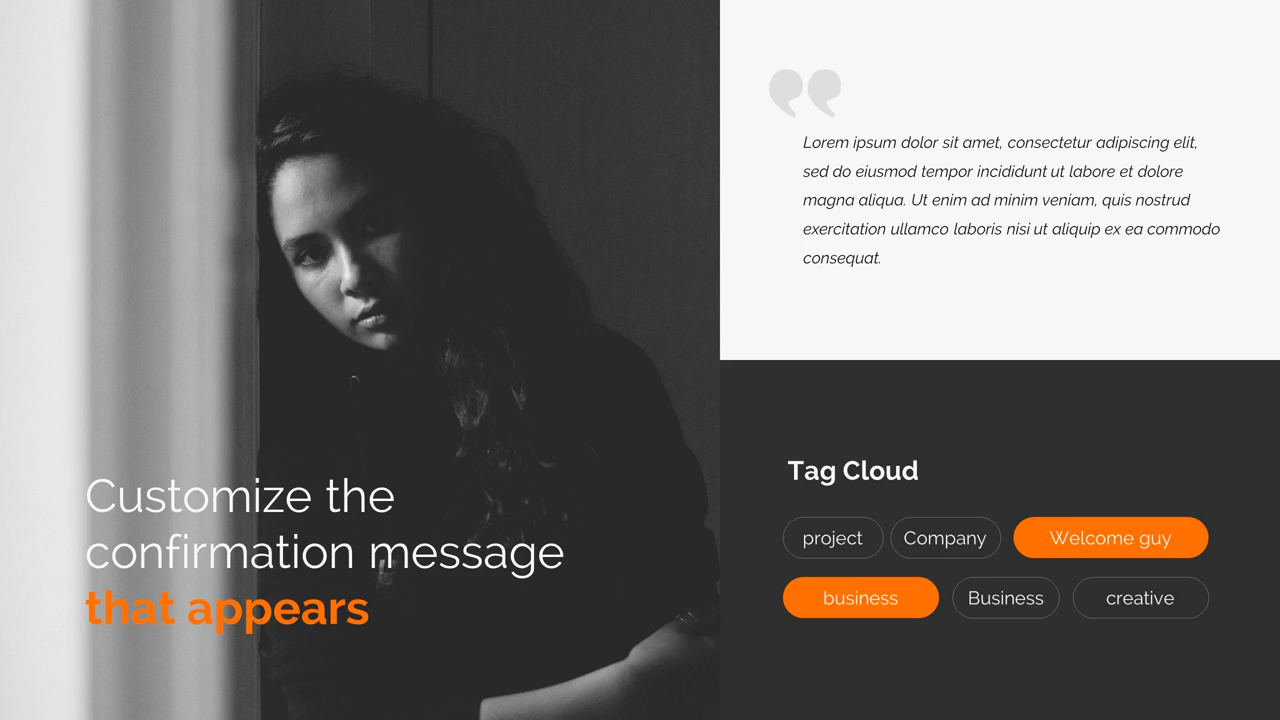 Customize the
confirmation message
that appears
Lorem ipsum dolor sit amet, consectetur adipiscing elit,
sed do eiusmod tempor incididunt ut labore et dolore
magna aliqua. Ut enim ad minim veniam, quis nostrud
exercitation ullamco laboris nisi ut aliquip ex ea commodo
consequat.
Tag Cloud
project Company Welcome guy
business Business creative